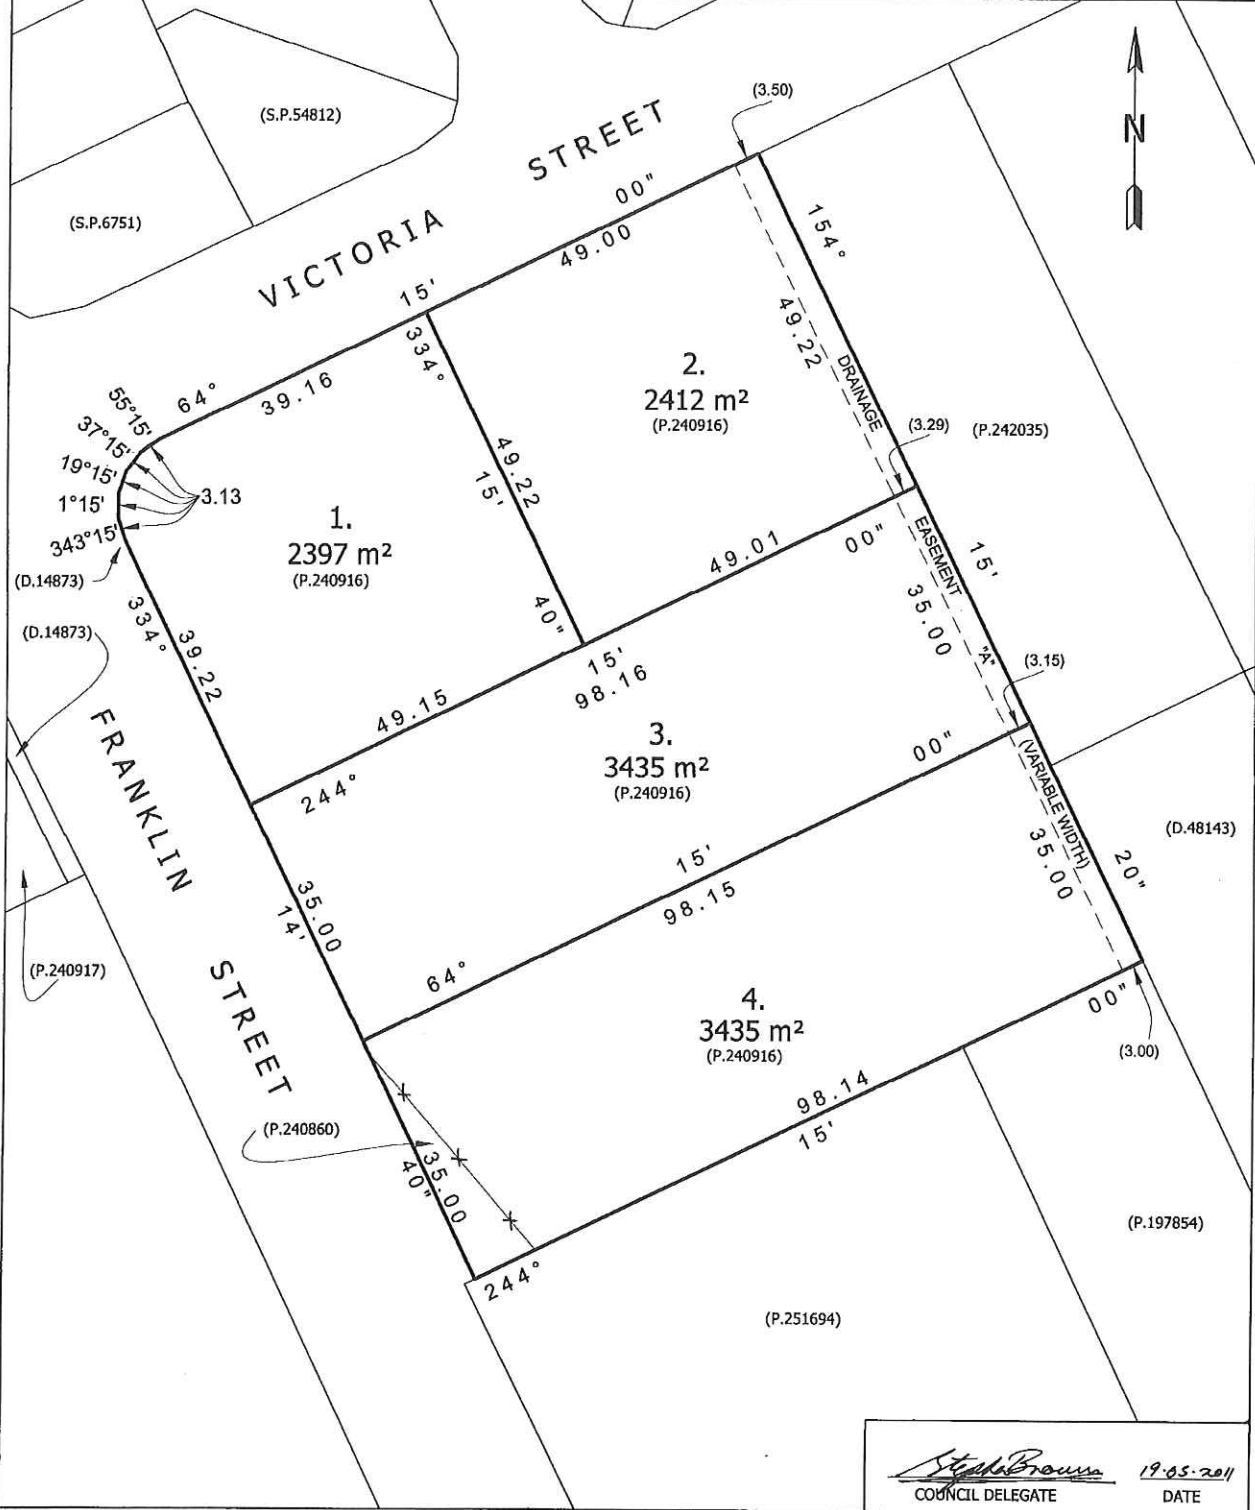 (3.50)
(S.P.54812)
N
(S.P.6751)
VICTORIA STREET
64° 15' 00"
39.16
49.00
154° 15' 20"
49.22
35.00
35.00
334° 15' 40"
49.22
2.
2412 m²
(P.240916)
DRAINAGE EASEMENT "A" (VARIABLE WIDTH)
(3.29)
(P.242035)
55°15'
37°15'
19°15'
1°15'
343°15'
3.13
1.
2397 m²
(P.240916)
(D.14873)
(D.14873)
334° 14' 40"
39.22
35.00
35.00
244° 15' 00"
49.15
49.01
98.16
(3.15)
3.
3435 m²
(P.240916)
64° 15' 00"
98.15
(D.48143)
FRANKLIN STREET
(P.240917)
4.
3435 m²
(P.240916)
(3.00)
(P.240860)
244° 15' 00"
98.14
(P.197854)
(P.251694)
19·05·2011
COUNCIL DELEGATE
DATE